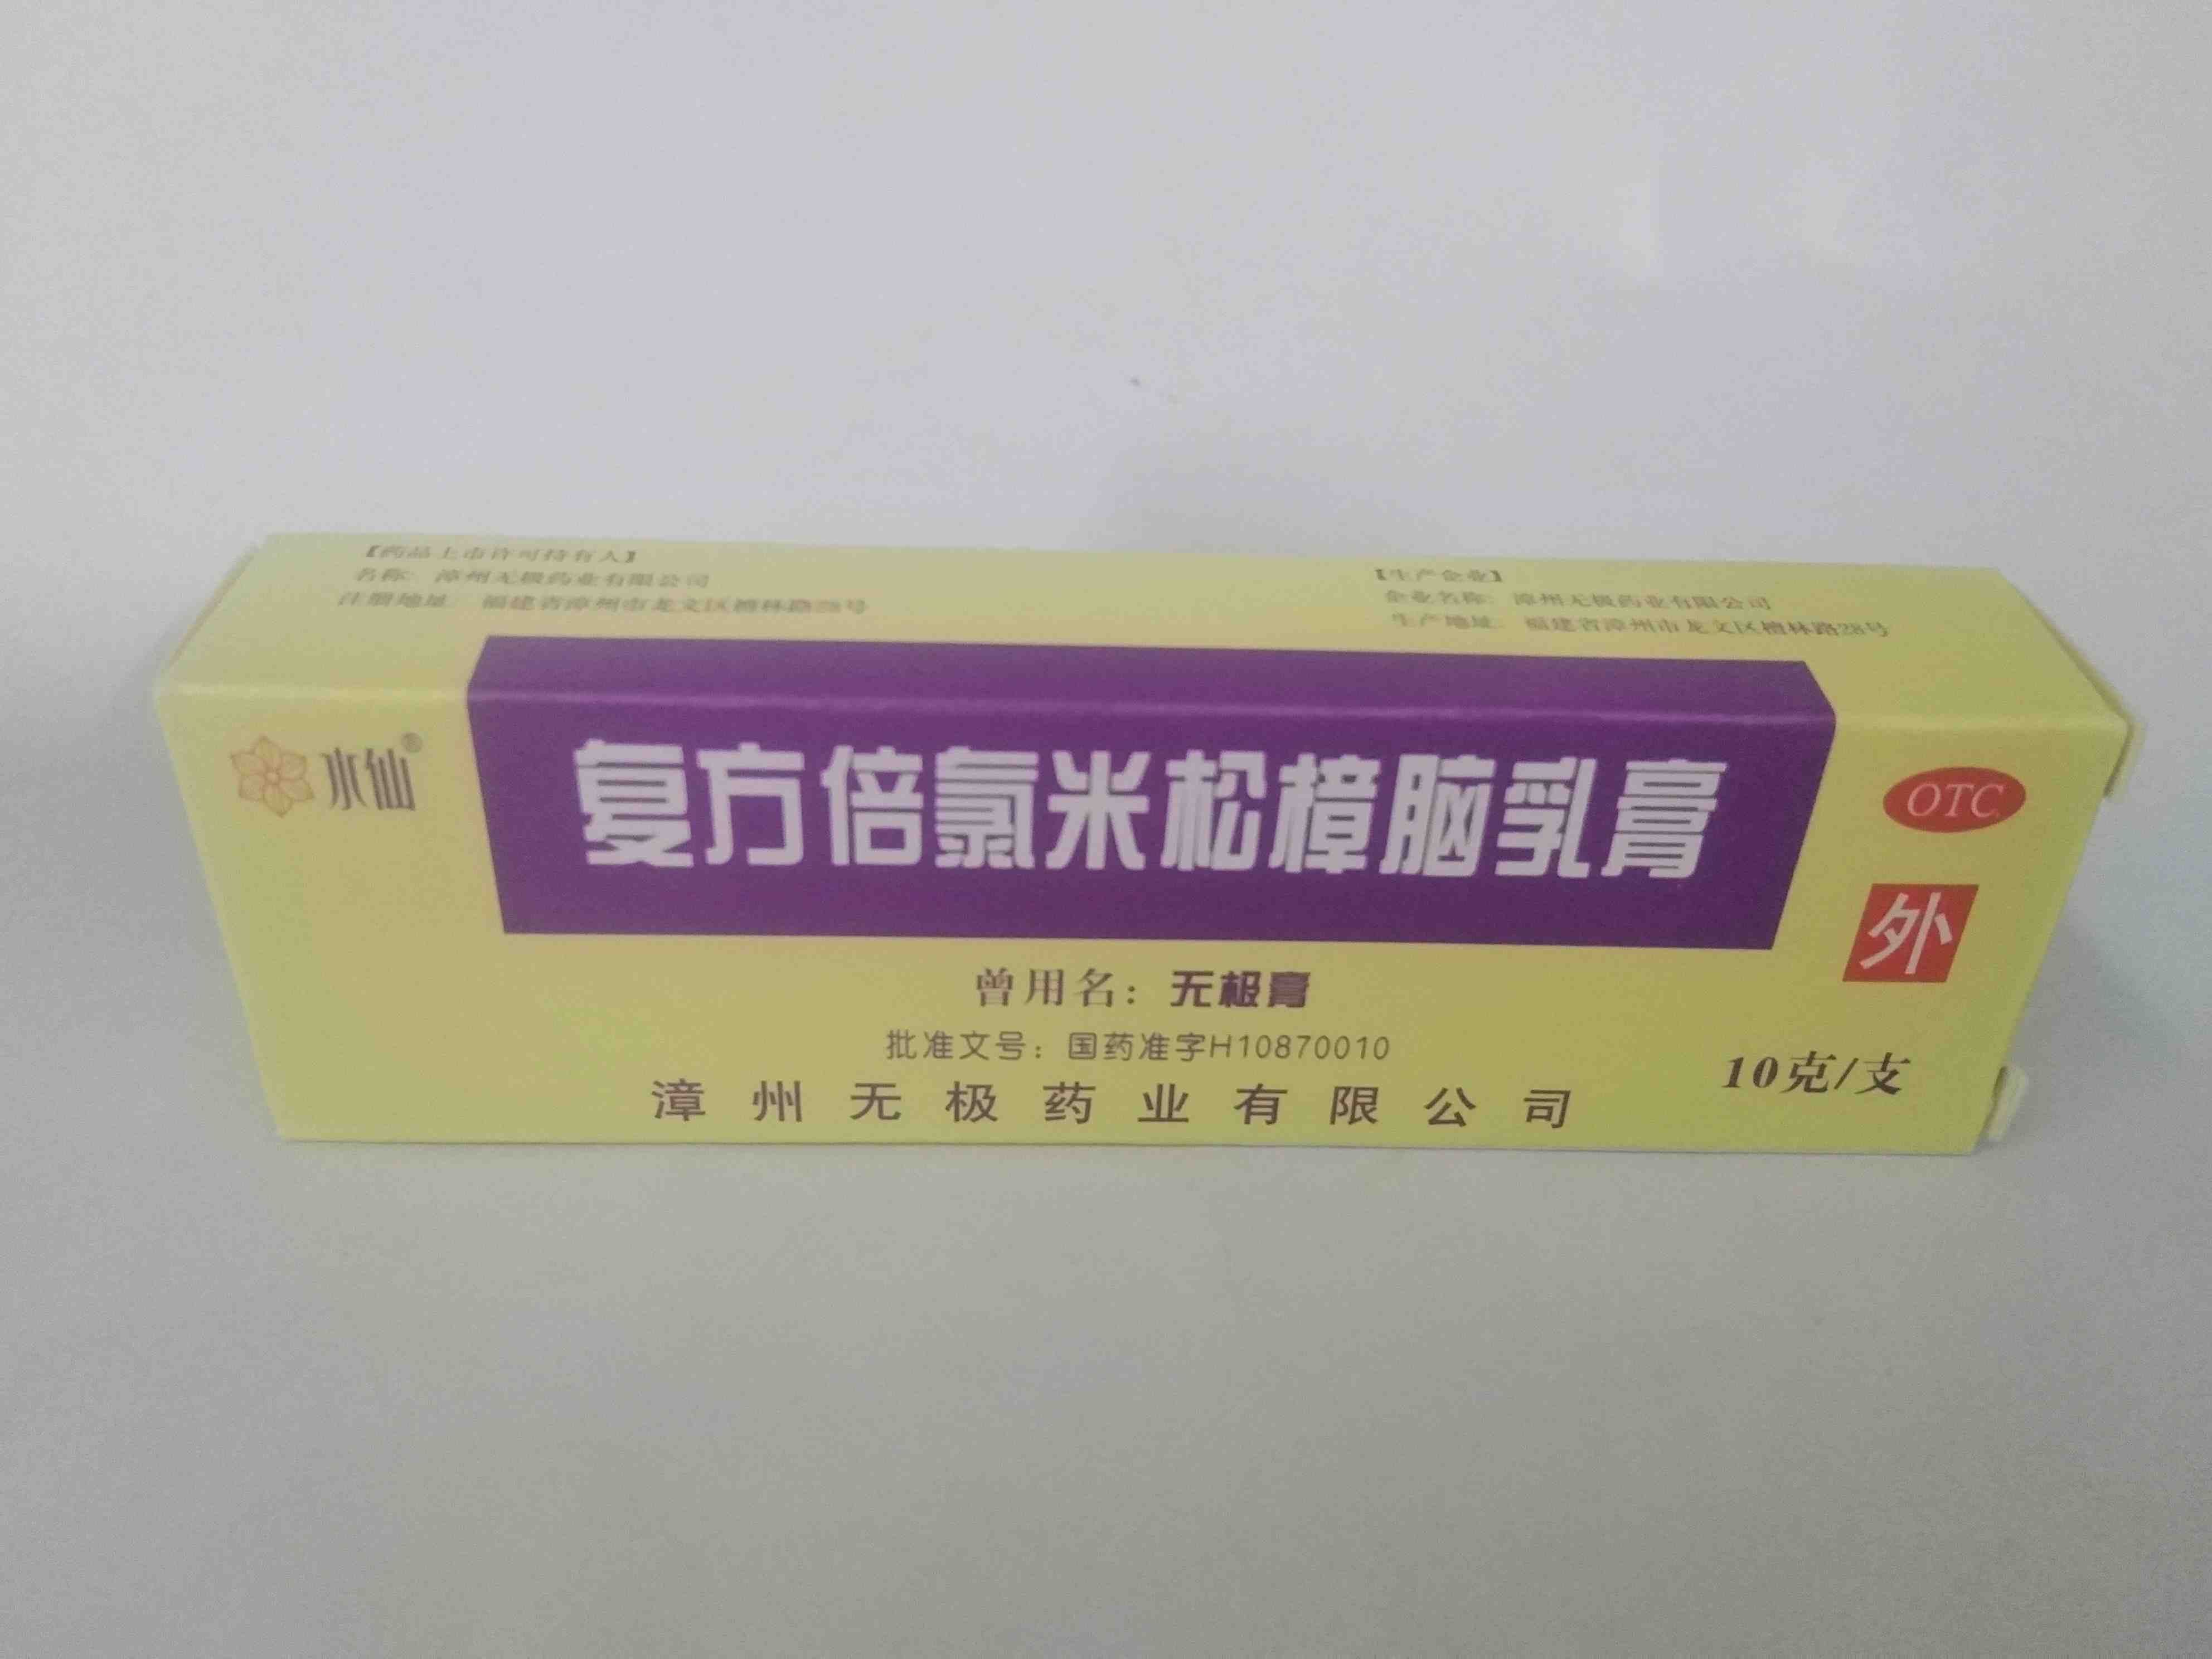 【药品上市许可持有人】
名称：漳州无极药业有限公司
注册地址：福建省漳州市龙文区檀林路28号
【生产企业】
企业名称：漳州无极药业有限公司
生产地址：福建省漳州市龙文区檀林路28号
水仙®
复方倍氯米松樟脑乳膏
OTC
外
曾用名：无极膏
批准文号：国药准字H10870010
漳州无极药业有限公司
10克/支